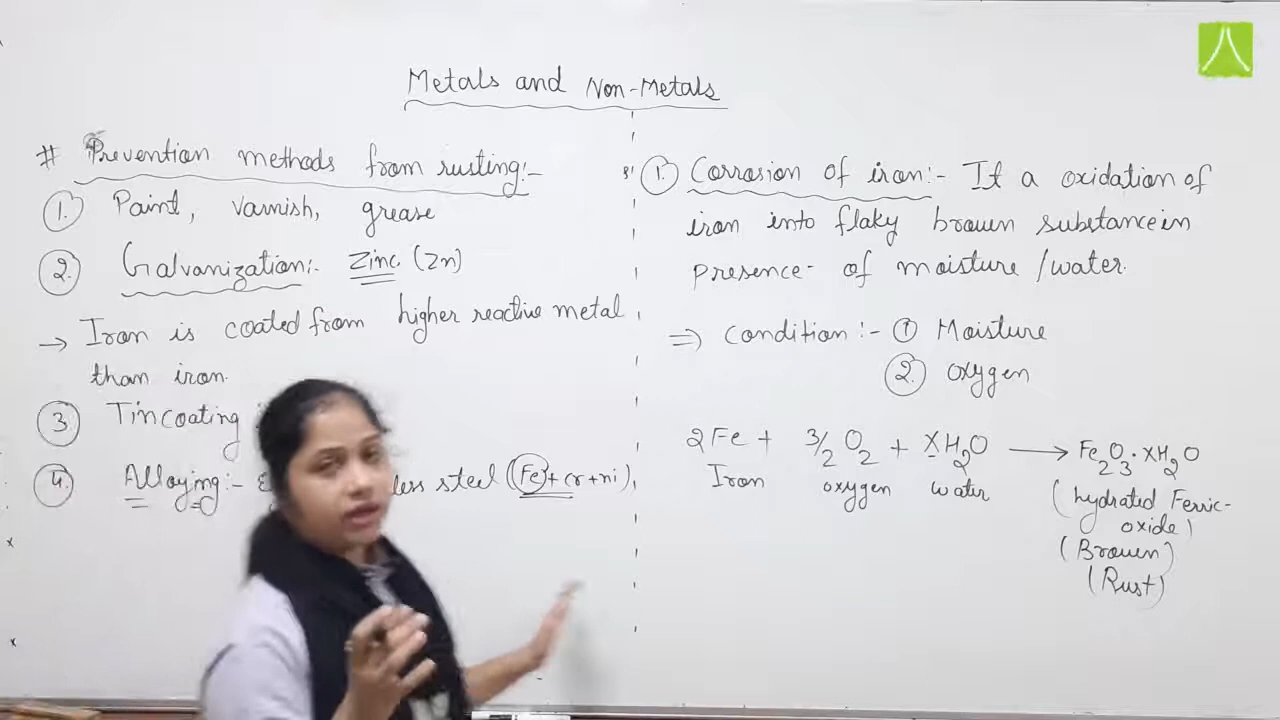 Metals and Non-Metals
# Prevention methods from rusting:-
1. Paint, varnish, grease
2. Galvanization:- Zinc. (Zn)
→ Iron is coated from higher reactive metal
than iron.
3. Tin coating
4. Alloying:- steel (Fe + cr + ni)
1. Corrosion of iron:- It a oxidation of
iron into flaky brown substance in
presence- of moisture /water.
⇒ Condition:- 1 Moisture
2. oxygen
2Fe + 3/2 O2 + XH2O → Fe2O3.XH2O
Iron oxygen water (hydrated Ferric-
oxide)
(Brown)
(Rust)